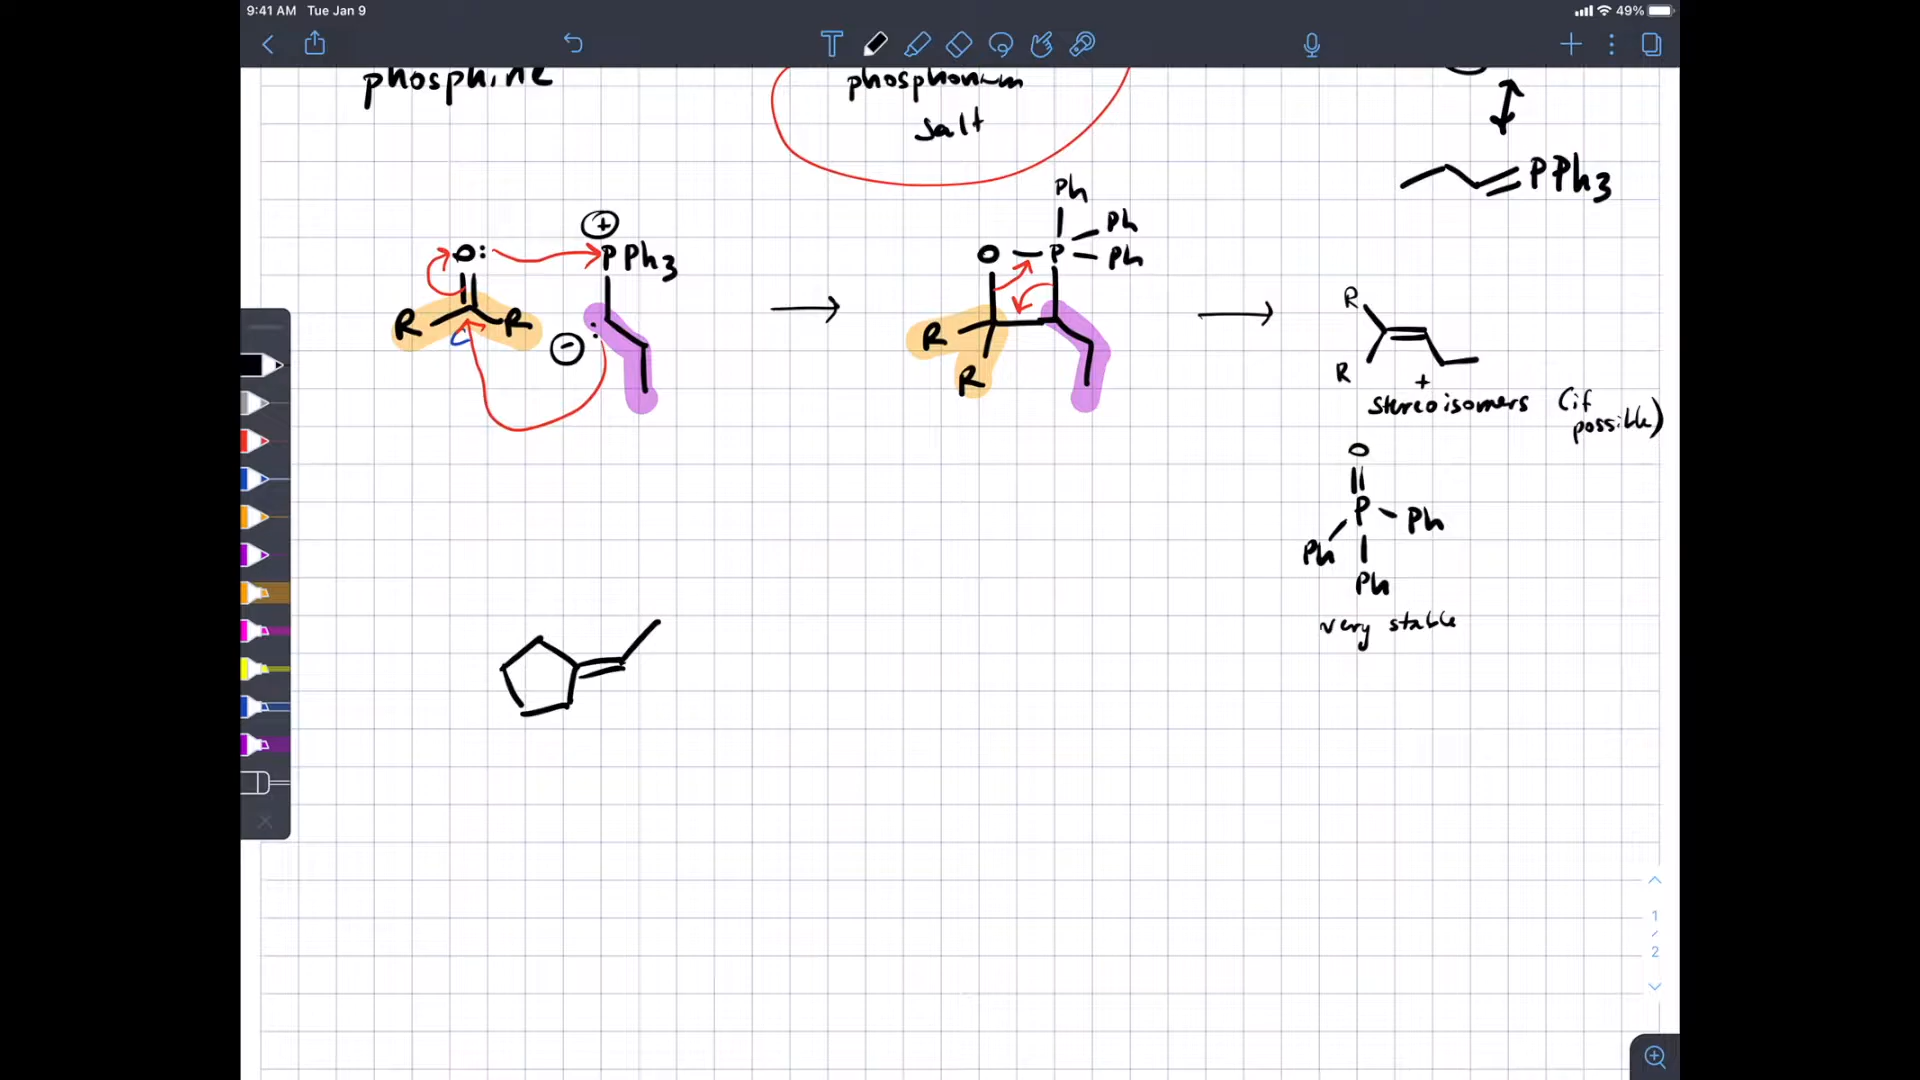 9:41 AM Tue Jan 9
49%
phosphine
phosphonium
salt
PPh3
+
O:
PPh3
R
R
C
:
−
Ph
O P Ph
Ph
R
R
R
R
+
stereoisomers (if
possible)
O
P Ph
Ph
Ph
very stable
1
2